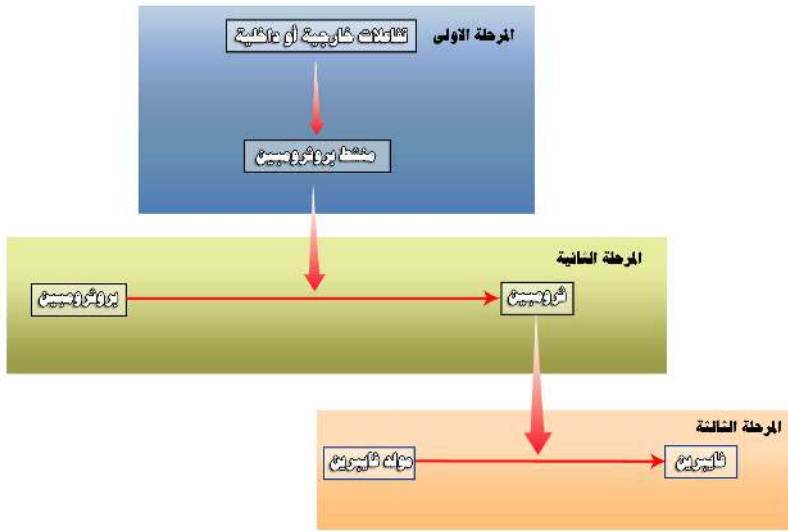 المرحلة الاولى
تفاعلات خارجية أو داخلية
منشط بروثرومبين
المرحلة الثانية
بروثرومبين
ثرومبين
المرحلة الثالثة
مولد فايبرين
فايبرين